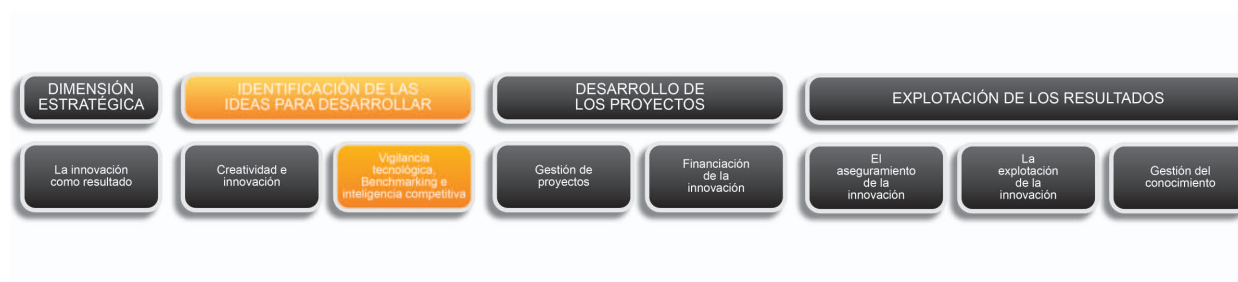 DIMENSIÓN
ESTRATÉGICA
IDENTIFICACIÓN DE LAS
IDEAS PARA DESARROLLAR
DESARROLLO DE
LOS PROYECTOS
EXPLOTACIÓN DE LOS RESULTADOS
La innovación
como resultado
Creatividad e
innovación
Vigilancia
tecnológica,
Benchmarking e
inteligencia competitiva
Gestión de
proyectos
Financiación
de la
innovación
El
aseguramiento
de la
innovación
La
explotación
de la
innovación
Gestión del
conocimiento